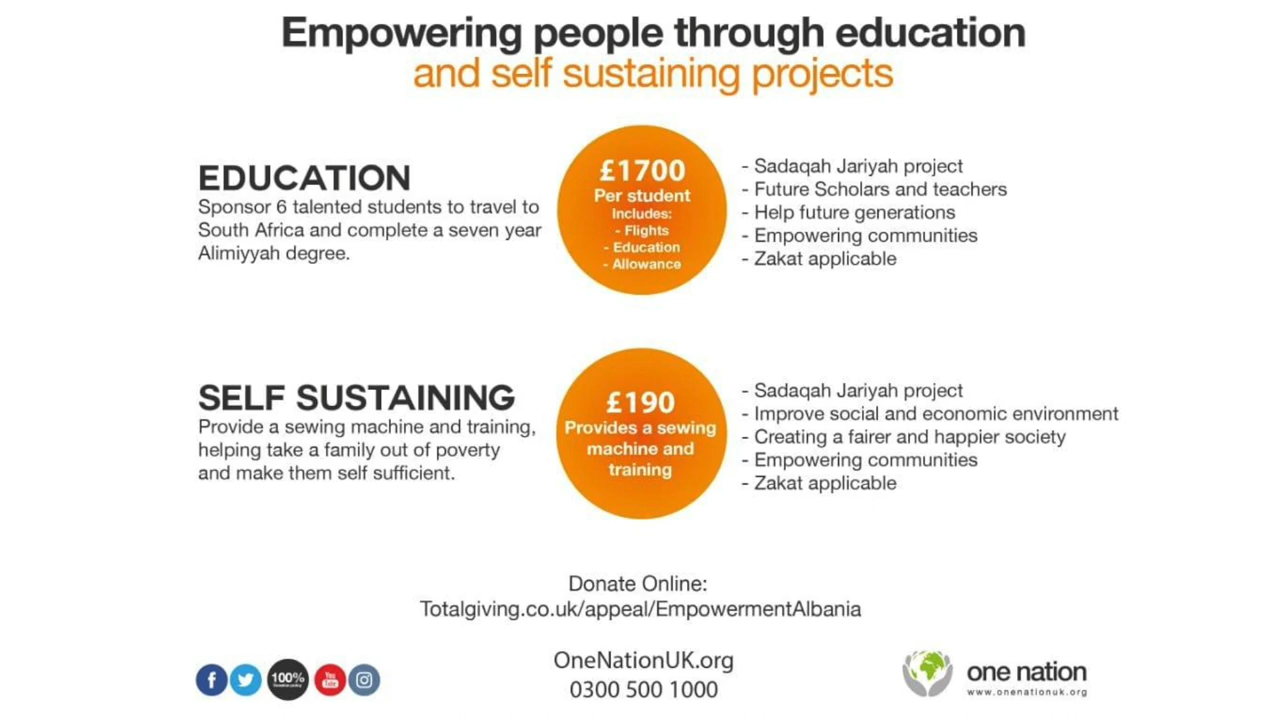 Empowering people through education
and self sustaining projects
EDUCATION
Sponsor 6 talented students to travel to
South Africa and complete a seven year
Alimiyyah degree.
£1700
Per student
Includes:
- Flights
- Education
- Allowance
- Sadaqah Jariyah project
- Future Scholars and teachers
- Help future generations
- Empowering communities
- Zakat applicable
SELF SUSTAINING
Provide a sewing machine and training,
helping take a family out of poverty
and make them self sufficient.
£190
Provides a sewing
machine and
training
- Sadaqah Jariyah project
- Improve social and economic environment
- Creating a fairer and happier society
- Empowering communities
- Zakat applicable
Donate Online:
Totalgiving.co.uk/appeal/EmpowermentAlbania
f
100%
You
Tube
OneNationUK.org
0300 500 1000
one nation
www.onenationuk.org